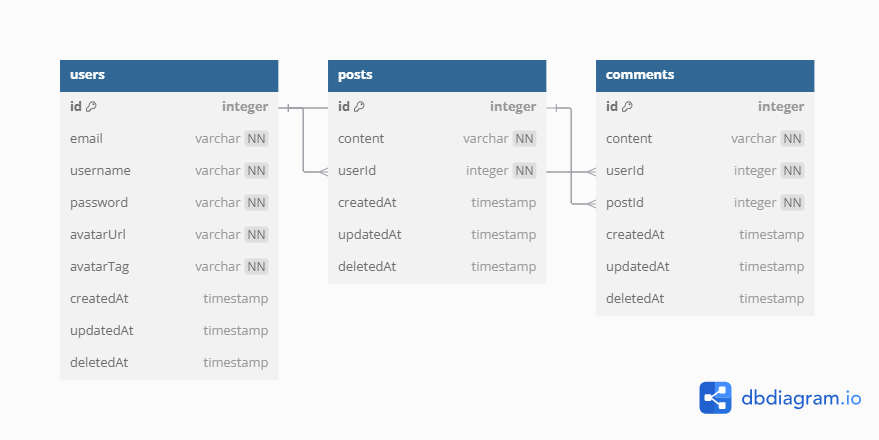 users
id integer
email varchar NN
username varchar NN
password varchar NN
avatarUrl varchar NN
avatarTag varchar NN
createdAt timestamp
updatedAt timestamp
deletedAt timestamp
posts
id integer
content varchar NN
userId integer NN
createdAt timestamp
updatedAt timestamp
deletedAt timestamp
comments
id integer
content varchar NN
userId integer NN
postId integer NN
createdAt timestamp
updatedAt timestamp
deletedAt timestamp
dbdiagram.io